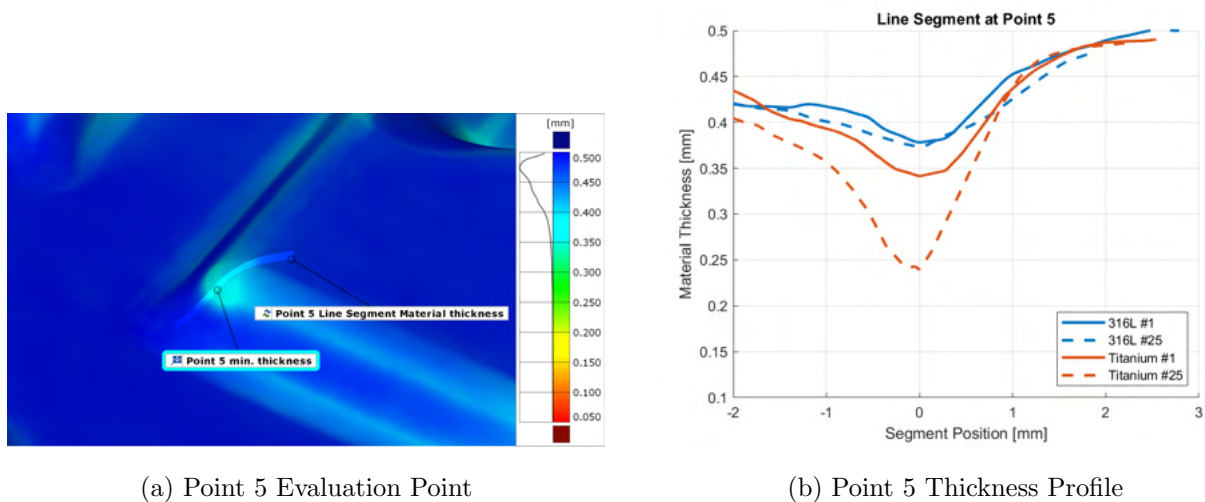 [mm]
0.500
0.450
0.400
0.350
0.300
0.250
0.200
0.150
0.100
0.050
Point 5 Line Segment Material thickness
Point 5 min. thickness
(a) Point 5 Evaluation Point
Line Segment at Point 5
Material Thickness [mm]
0.5
0.45
0.4
0.35
0.3
0.25
0.2
0.15
0.1
-2 -1 0 1 2 3
Segment Position [mm]
316L #1
316L #25
Titanium #1
Titanium #25
(b) Point 5 Thickness Profile